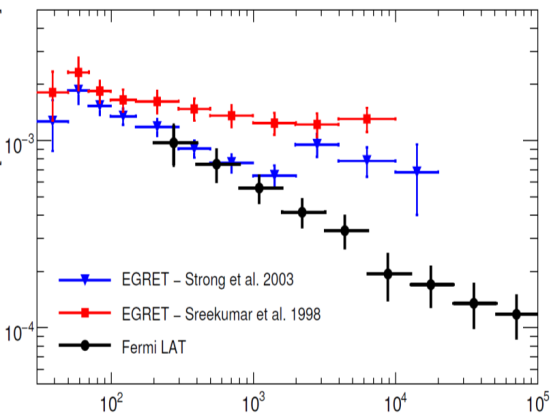 10⁻³
10⁻⁴
EGRET – Strong et al. 2003
EGRET – Sreekumar et al. 1998
Fermi LAT
10² 10³ 10⁴ 10⁵